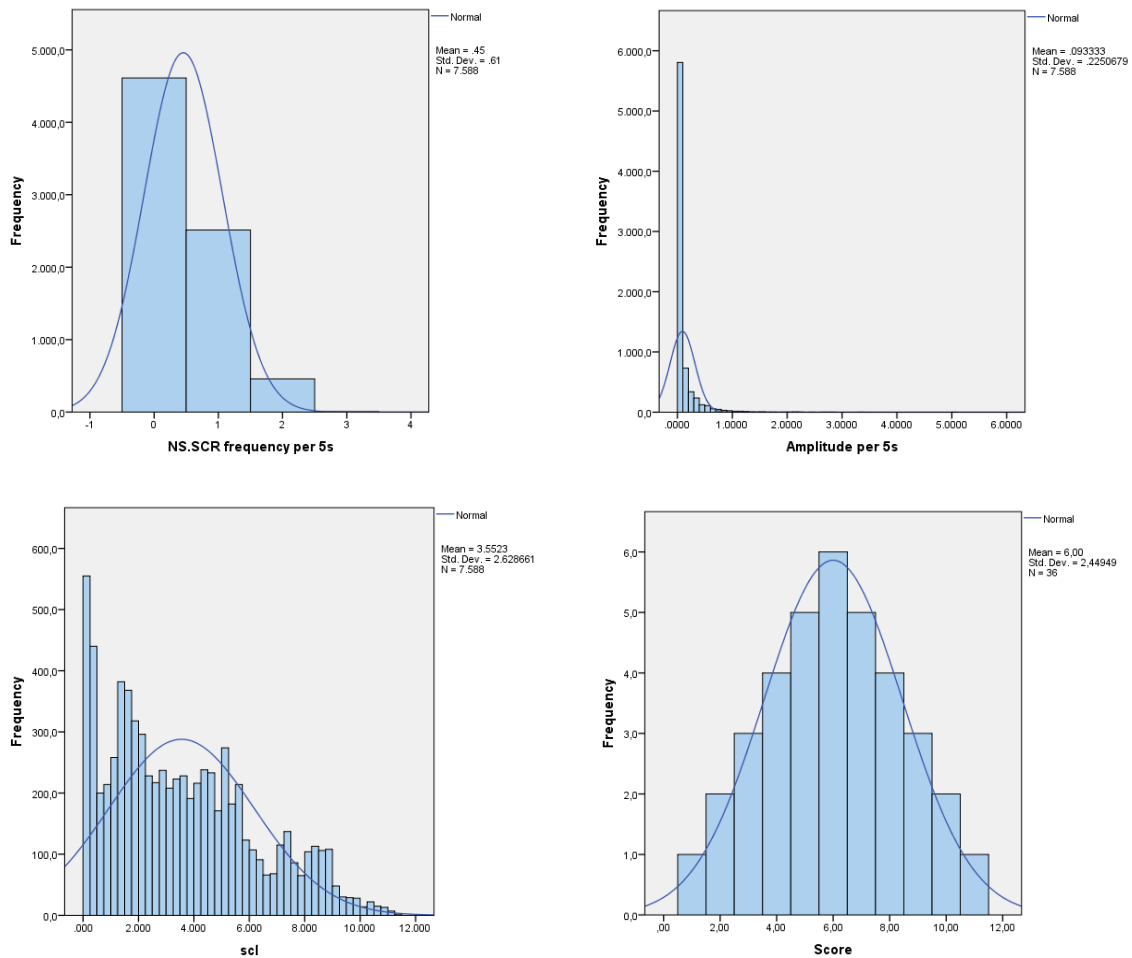 Normal
Mean = .45
Std. Dev. = .61
N = 7.588
5.000,0
4.000,0
3.000,0
2.000,0
1.000,0
0,0
Frequency
-1 0 1 2 3 4
NS.SCR frequency per 5s
Normal
Mean = .093333
Std. Dev. = .2250679
N = 7.588
6.000,0
5.000,0
4.000,0
3.000,0
2.000,0
1.000,0
0,0
Frequency
.0000 1.0000 2.0000 3.0000 4.0000 5.0000 6.0000
Amplitude per 5s
Normal
Mean = 3.5523
Std. Dev. = 2.628661
N = 7.588
600,0
500,0
400,0
300,0
200,0
100,0
0,0
Frequency
.000 2.000 4.000 6.000 8.000 10.000 12.000
scl
Normal
Mean = 6,00
Std. Dev. = 2,44949
N = 36
6,0
5,0
4,0
3,0
2,0
1,0
0,0
Frequency
,00 2,00 4,00 6,00 8,00 10,00 12,00
Score